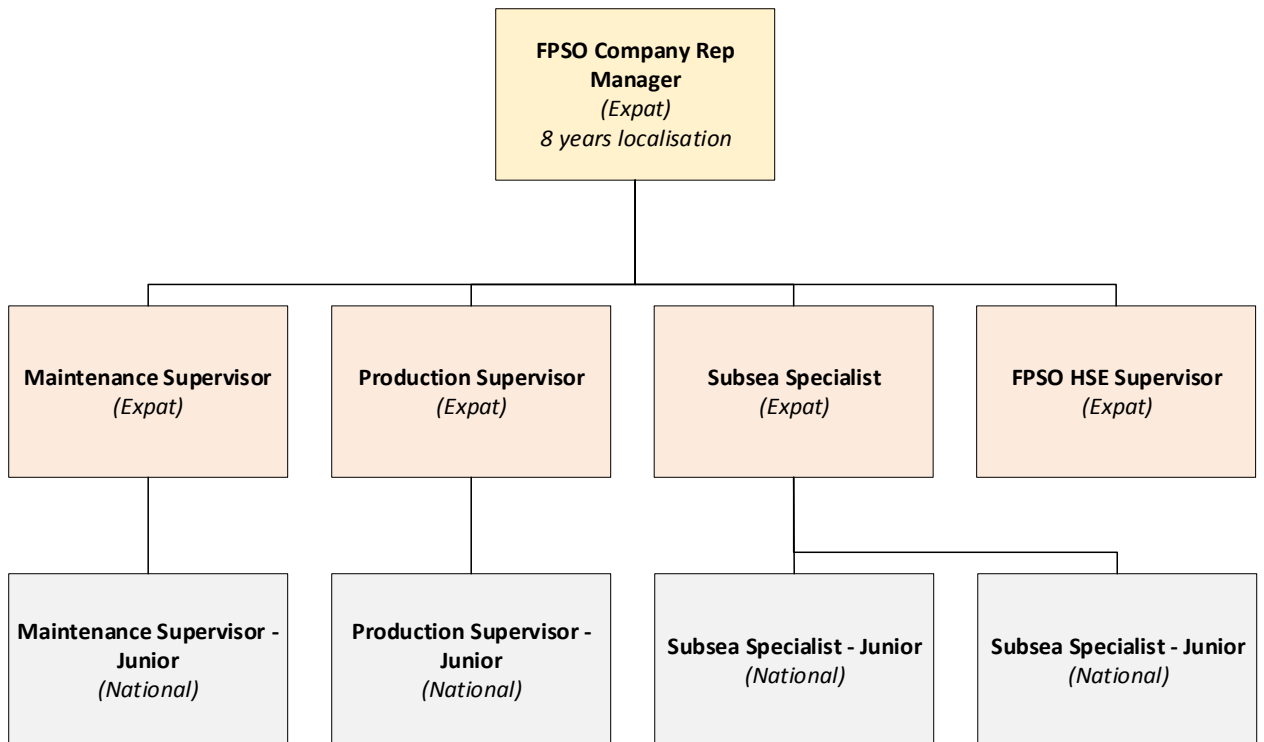 FPSO Company Rep
Manager
(Expat)
8 years localisation
Maintenance Supervisor
(Expat)
Production Supervisor
(Expat)
Subsea Specialist
(Expat)
FPSO HSE Supervisor
(Expat)
Maintenance Supervisor -
Junior
(National)
Production Supervisor -
Junior
(National)
Subsea Specialist - Junior
(National)
Subsea Specialist - Junior
(National)